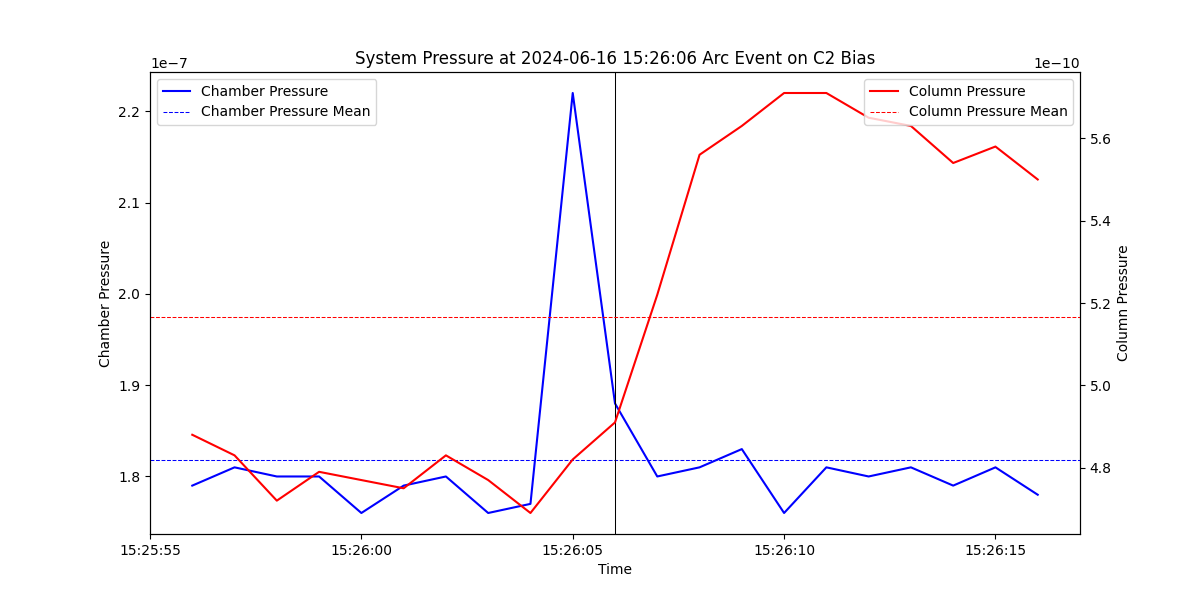 System Pressure at 2024-06-16 15:26:06 Arc Event on C2 Bias
1e−7
1e−10
Chamber Pressure
Chamber Pressure Mean
Column Pressure
Column Pressure Mean
2.2
2.1
2.0
1.9
1.8
5.6
5.4
5.2
5.0
4.8
Chamber Pressure
Column Pressure
15:25:55
15:26:00
15:26:05
15:26:10
15:26:15
Time